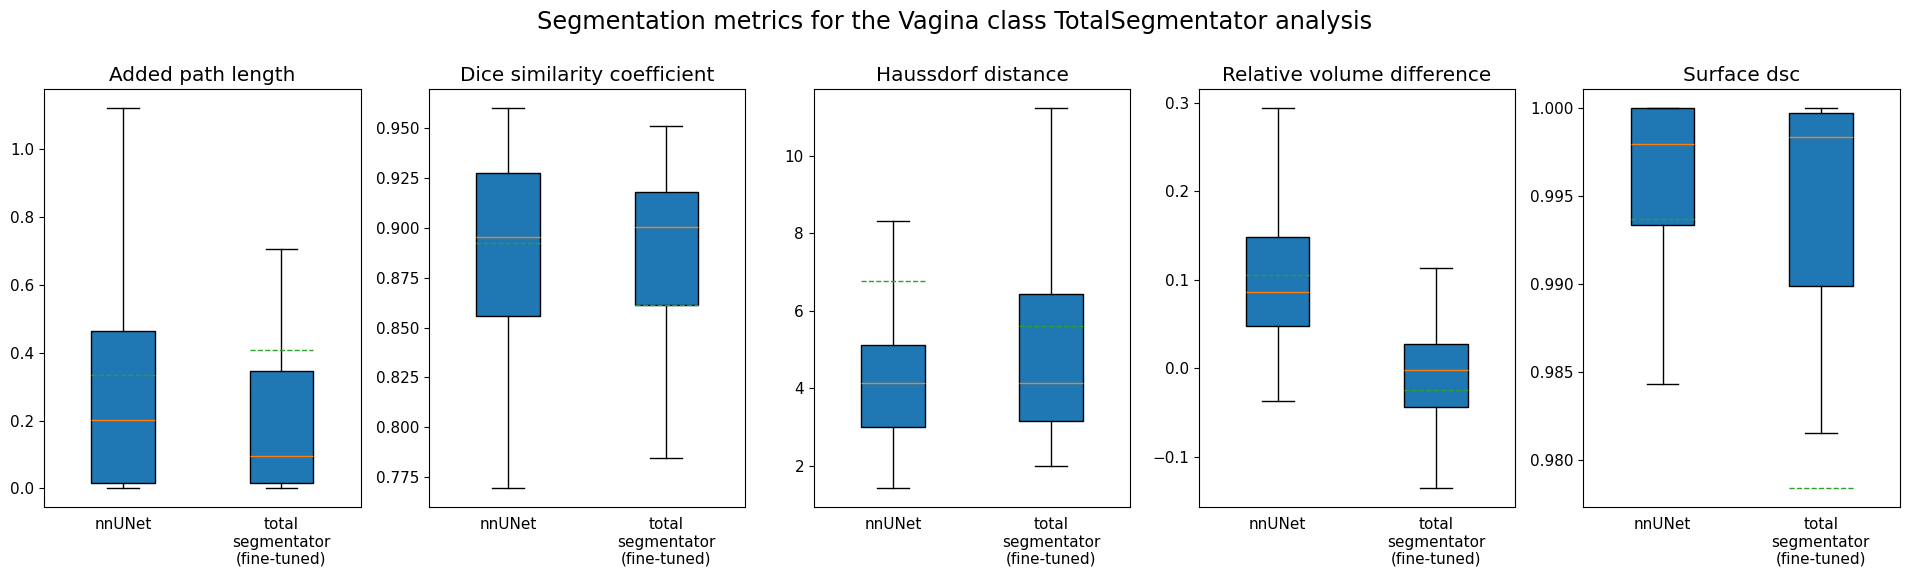 Segmentation metrics for the Vagina class TotalSegmentator analysis
Added path length
1.0
0.8
0.6
0.4
0.2
0.0
nnUNet
total
segmentator
(fine-tuned)
Dice similarity coefficient
0.950
0.925
0.900
0.875
0.850
0.825
0.800
0.775
nnUNet
total
segmentator
(fine-tuned)
Haussdorf distance
10
8
6
4
2
nnUNet
total
segmentator
(fine-tuned)
Relative volume difference
0.3
0.2
0.1
0.0
−0.1
nnUNet
total
segmentator
(fine-tuned)
Surface dsc
1.000
0.995
0.990
0.985
0.980
nnUNet
total
segmentator
(fine-tuned)